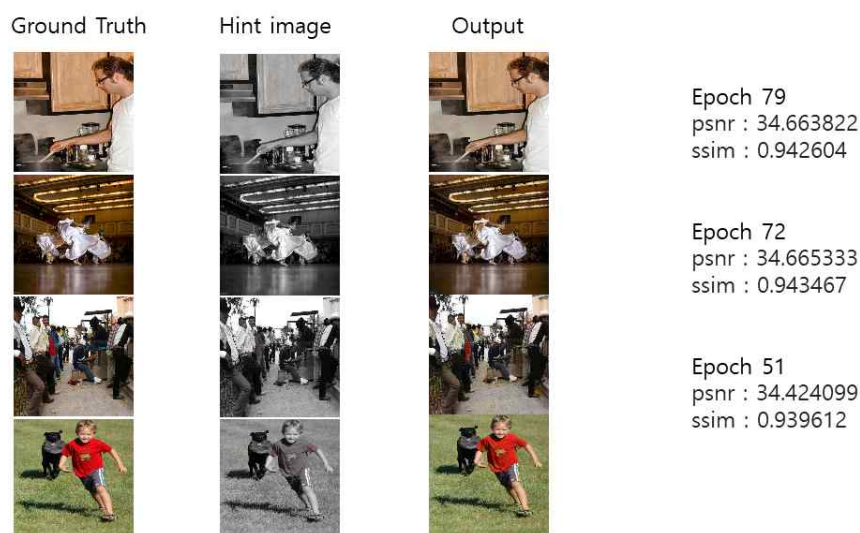 Ground Truth
Hint image
Output
Epoch 79
psnr : 34.663822
ssim : 0.942604
Epoch 72
psnr : 34.665333
ssim : 0.943467
Epoch 51
psnr : 34.424099
ssim : 0.939612